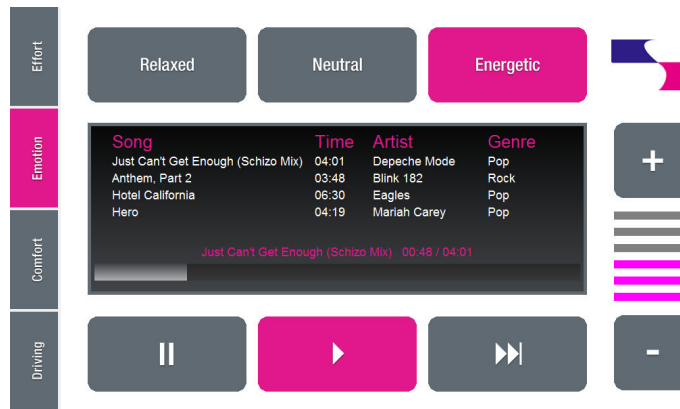 Effort
Emotion
Comfort
Driving
Relaxed Neutral Energetic
Song Time Artist Genre
Just Can't Get Enough (Schizo Mix) 04:01 Depeche Mode Pop
Anthem, Part 2 03:48 Blink 182 Rock
Hotel California 06:30 Eagles Pop
Hero 04:19 Mariah Carey Pop
Just Can't Get Enough (Schizo Mix) 00:48 / 04:01
+
-